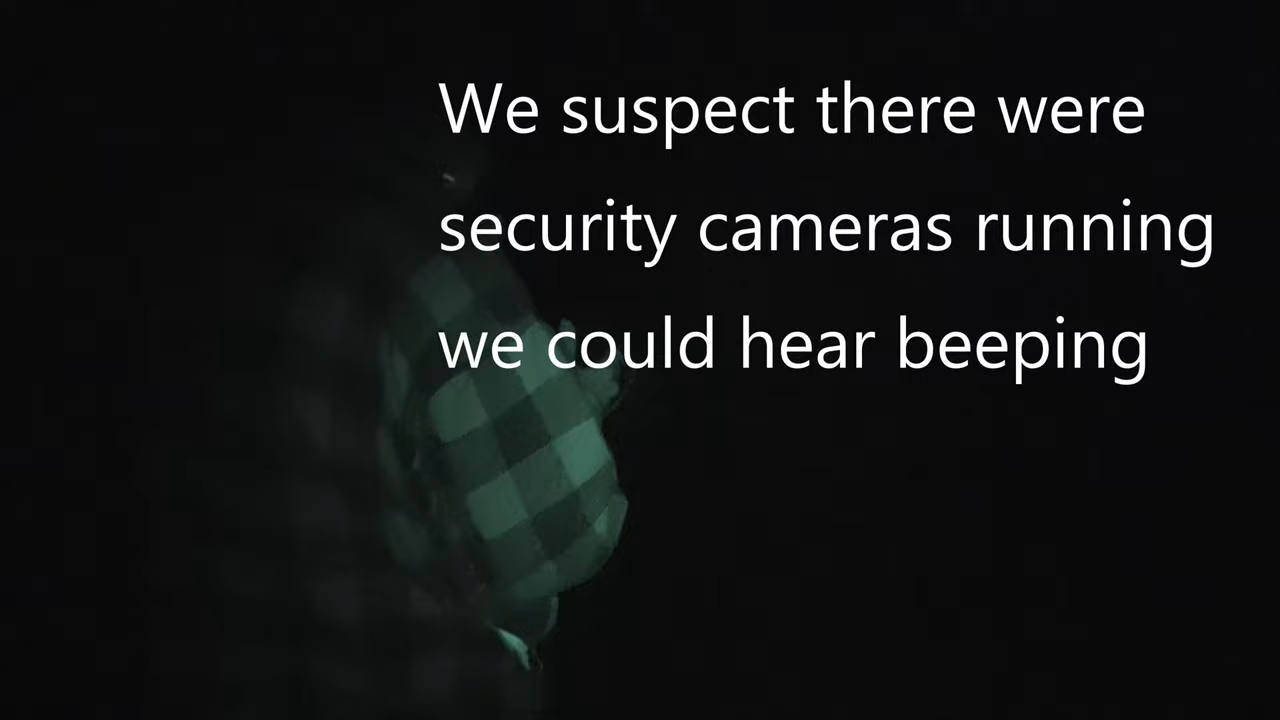 We suspect there were
security cameras running
we could hear beeping